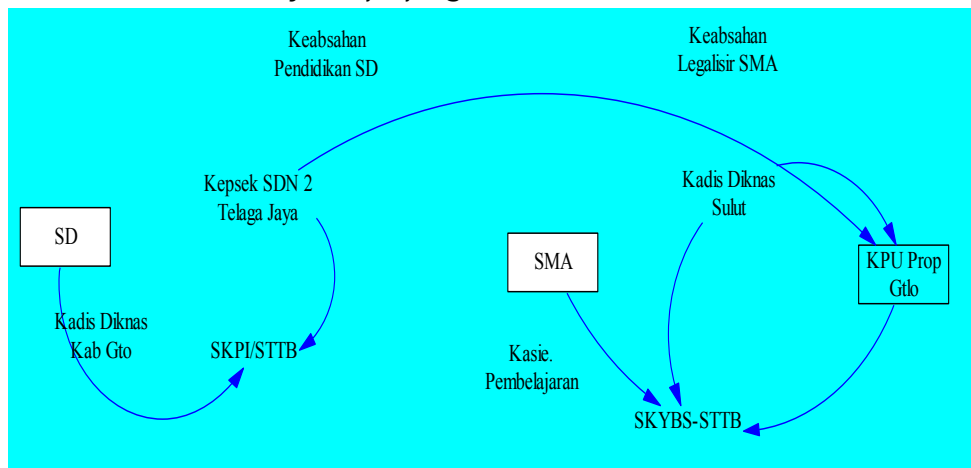 Keabsahan
Pendidikan SD
Keabsahan
Legalisir SMA
Kepsek SDN 2
Telaga Jaya
Kadis Diknas
Sulut
SD
SMA
KPU Prop
Gtlo
Kadis Diknas
Kab Gto
SKPI/STTB
Kasie.
Pembelajaran
SKYBS-STTB